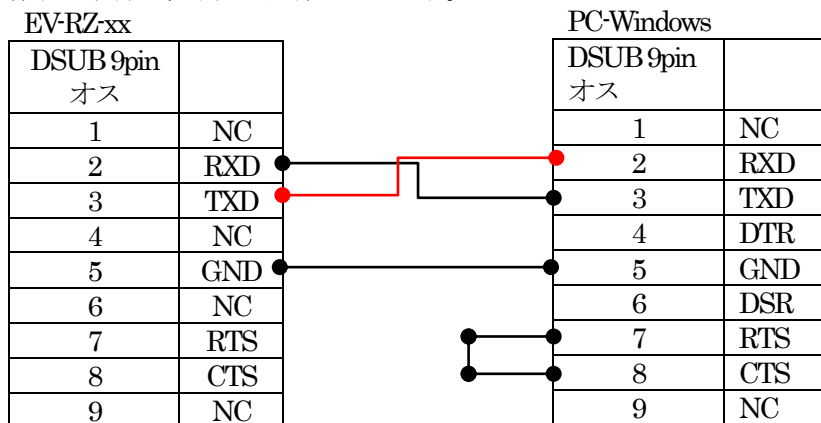 EV-RZ-xx PC-Windows
DSUB 9pin DSUB 9pin
オス オス
1 NC 1 NC
2 RXD 2 RXD
3 TXD 3 TXD
4 NC 4 DTR
5 GND 5 GND
6 NC 6 DSR
7 RTS 7 RTS
8 CTS 8 CTS
9 NC 9 NC